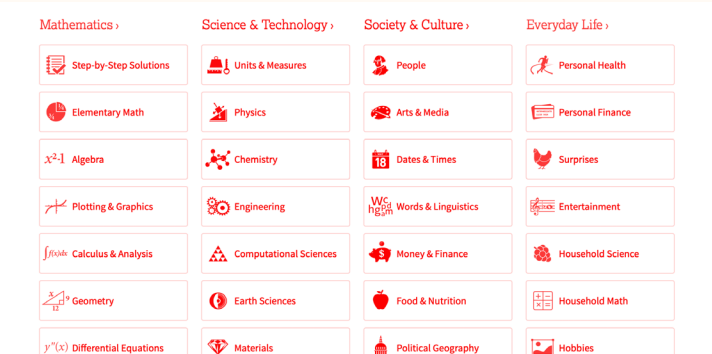 Mathematics ›
Step-by-Step Solutions
Elementary Math
x²-1 Algebra
Plotting & Graphics
∫f(x)dx Calculus & Analysis
x 9 12 Geometry
y″(x) Differential Equations
Science & Technology ›
Units & Measures
Physics
Chemistry
Engineering
Computational Sciences
Earth Sciences
Materials
Society & Culture ›
People
Arts & Media
18 Dates & Times
Words & Linguistics
$ Money & Finance
Food & Nutrition
Political Geography
Everyday Life ›
Personal Health
Personal Finance
Surprises
Entertainment
Household Science
Household Math
Hobbies